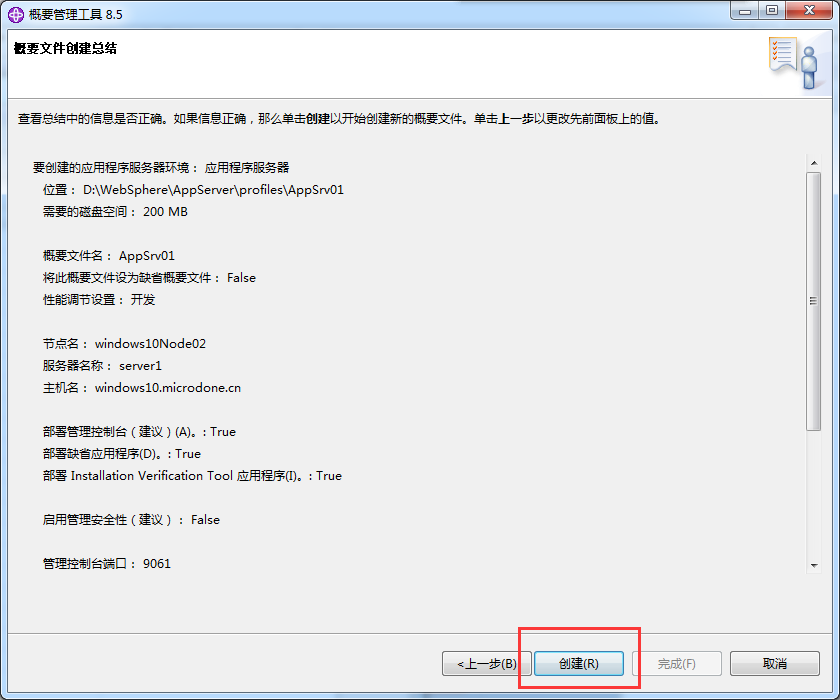 概要管理工具 8.5
概要文件创建总结
查看总结中的信息是否正确。如果信息正确，那么单击创建以开始创建新的概要文件。单击上一步以更改先前面板上的值。
要创建的应用程序服务器环境： 应用程序服务器
位置： D:\WebSphere\AppServer\profiles\AppSrv01
需要的磁盘空间： 200 MB
概要文件名： AppSrv01
将此概要文件设为缺省概要文件： False
性能调节设置： 开发
节点名： windows10Node02
服务器名称： server1
主机名： windows10.microdone.cn
部署管理控制台（建议）(A)。: True
部署缺省应用程序(D)。: True
部署 Installation Verification Tool 应用程序(I)。: True
启用管理安全性（建议）： False
管理控制台端口： 9061
<上一步(B) 创建(R) 完成(F) 取消